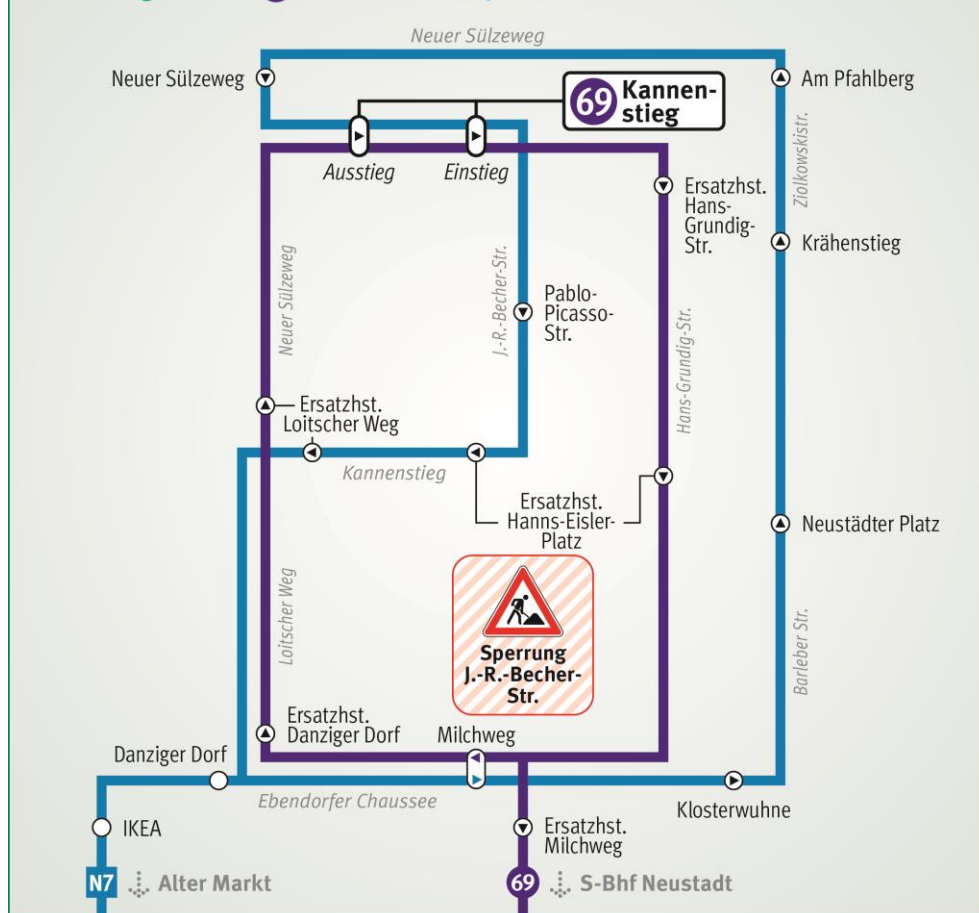 Neuer Sülzeweg
Neuer Sülzeweg
69 Kannen-
stieg
Am Pfahlberg
Ausstieg
Einstieg
Ziolkowskistr.
Ersatzhst.
Hans-
Grundig-
Str.
Krähenstieg
Neuer Sülzeweg
J.-R.-Becher-Str.
Pablo-
Picasso-
Str.
Hans-Grundig-Str.
Ersatzhst.
Loitscher Weg
Kannenstieg
Ersatzhst.
Hanns-Eisler-
Platz
Neustädter Platz
Loitscher Weg
Sperrung
J.-R.-Becher-
Str.
Barleber Str.
Ersatzhst.
Danziger Dorf
Milchweg
Danziger Dorf
Ebendorfer Chaussee
Klosterwuhne
IKEA
Ersatzhst.
Milchweg
N7 Alter Markt
69 S-Bhf Neustadt